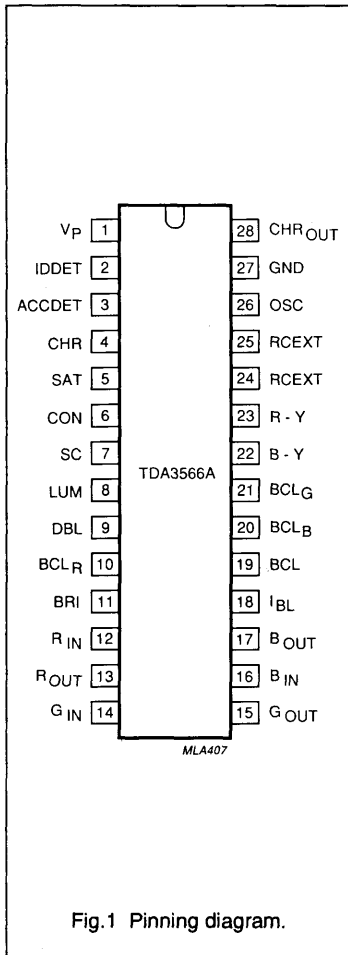 VP 1 28 CHROUT
IDDET 2 27 GND
ACCDET 3 26 OSC
CHR 4 25 RCEXT
SAT 5 24 RCEXT
CON 6 23 R - Y
SC 7 22 B - Y
TDA3566A
LUM 8 21 BCLG
DBL 9 20 BCLB
BCLR 10 19 BCL
BRI 11 18 IBL
RIN 12 17 BOUT
ROUT 13 16 BIN
GIN 14 15 GOUT
MLA407
Fig.1 Pinning diagram.